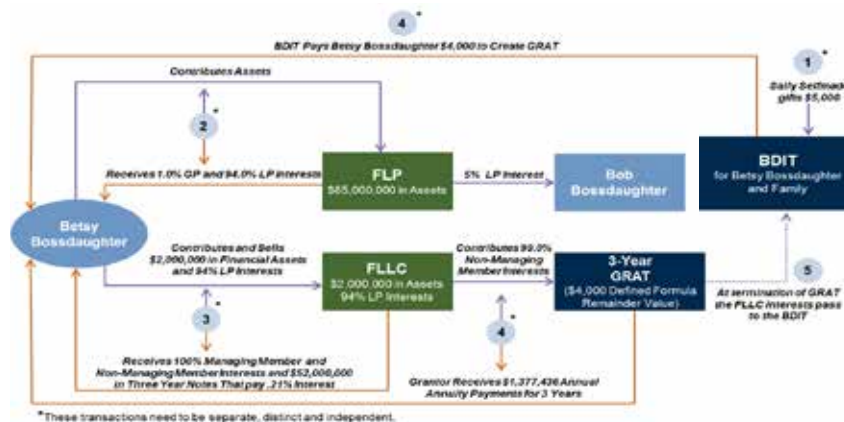 4 *
BDIT Pays Betsy Bossdaughter $4,000 to Create GRAT
Contributes Assets
1 *
Sally Selfmade
gifts $5,000
2 *
Receives 1.0% GP and 94.0% LP Interests
FLP
$65,000,000 in Assets
5% LP Interest
Bob
Bossdaughter
BDIT
for Betsy Bossdaughter
and Family
Betsy
Bossdaughter
Contributes and Sells
$2,000,000 in Financial Assets
and 94% LP Interests
FLLC
$2,000,000 in Assets
94% LP Interests
Contributes 99.0%
Non-Managing
Member Interests
3-Year
GRAT
($4,000 Defined Formula
Remainder Value)
5
At termination of GRAT
the FLLC interests pass
to the BDIT
3 *
4 *
Receives 100% Managing Member and
Non-Managing Member Interests and $52,000,000
in Three Year Notes That pay .21% Interest
Grantor Receives $1,377,436 Annual
Annuity Payments for 3 Years
*These transactions need to be separate, distinct and independent.